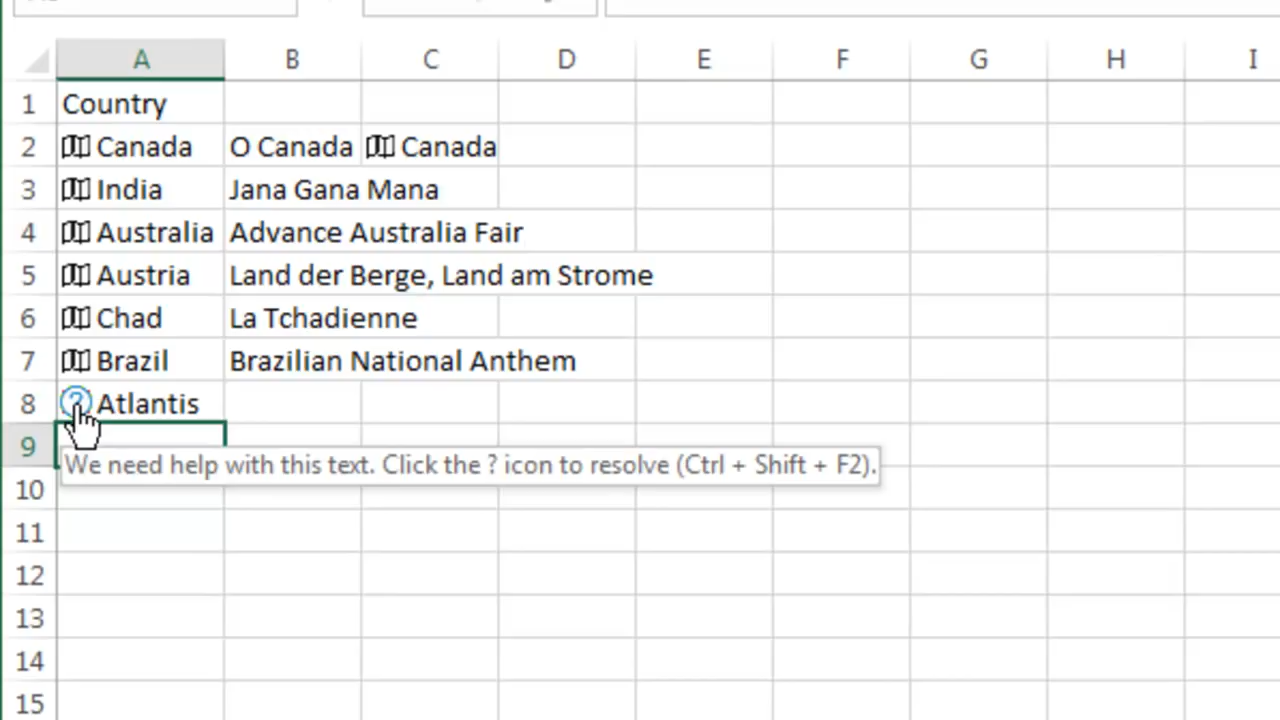 A B C D E F G H I
1 Country
2 Canada O Canada Canada
3 India Jana Gana Mana
4 Australia Advance Australia Fair
5 Austria Land der Berge, Land am Strome
6 Chad La Tchadienne
7 Brazil Brazilian National Anthem
8 ? Atlantis
9
We need help with this text. Click the ? icon to resolve (Ctrl + Shift + F2).
10
11
12
13
14
15